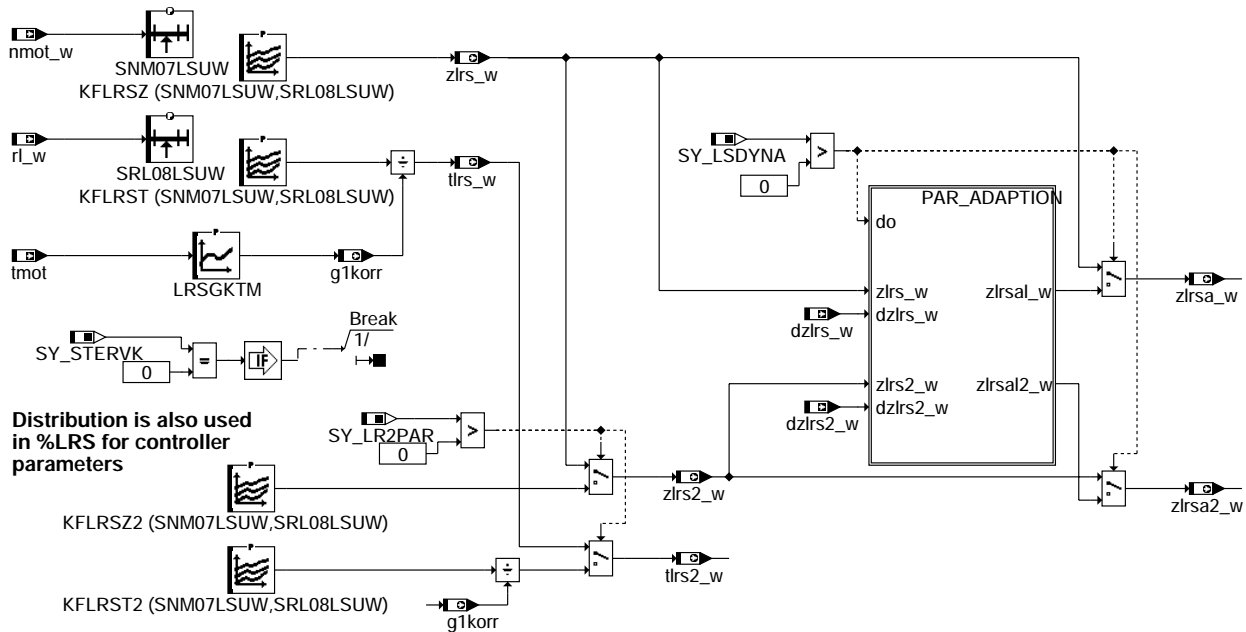 nmot_w
SNM07LSUW
KFLRSZ (SNM07LSUW,SRL08LSUW)
zlrs_w
rl_w
SRL08LSUW
KFLRST (SNM07LSUW,SRL08LSUW)
÷
tlrs_w
SY_LSDYNA
>
0
PAR_ADAPTION
do
tmot
LRSGKTM
g1korr
zlrs_w
zlrsal_w
zlrsa_w
dzlrs_w
dzlrs_w
Break
1/
SY_STERVK
0
=
IF
zlrs2_w
zlrsal2_w
dzlrs2_w
dzlrs2_w
Distribution is also used
in %LRS for controller
parameters
SY_LR2PAR
>
0
KFLRSZ2 (SNM07LSUW,SRL08LSUW)
zlrs2_w
zlrsa2_w
KFLRST2 (SNM07LSUW,SRL08LSUW)
÷
g1korr
tlrs2_w